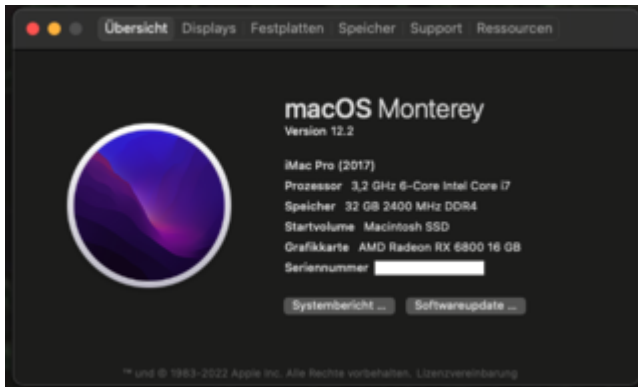 Übersicht Displays Festplatten Speicher Support Ressourcen
macOS Monterey
Version 12.2
iMac Pro (2017)
Prozessor 3,2 GHz 6-Core Intel Core i7
Speicher 32 GB 2400 MHz DDR4
Startvolume Macintosh SSD
Grafikkarte AMD Radeon RX 6800 16 GB
Seriennummer
Systembericht ... Softwareupdate ...
™ und © 1983-2022 Apple Inc. Alle Rechte vorbehalten. Lizenzvereinbarung